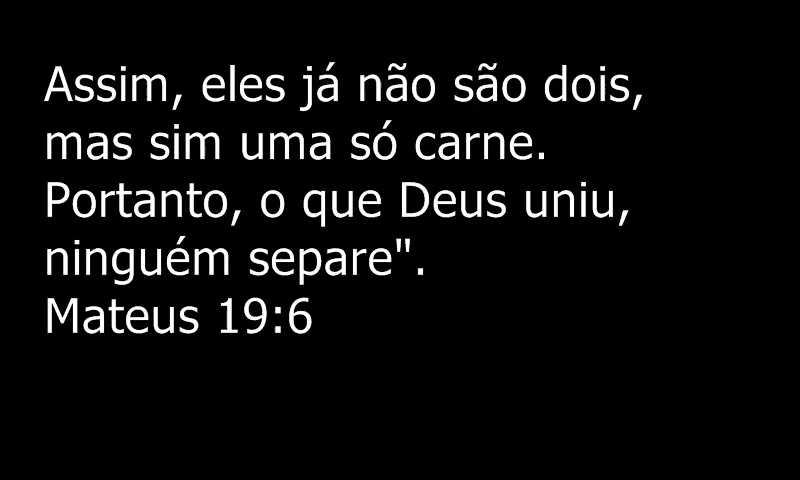 Assim, eles já não são dois,
mas sim uma só carne.
Portanto, o que Deus uniu,
ninguém separe".
Mateus 19:6